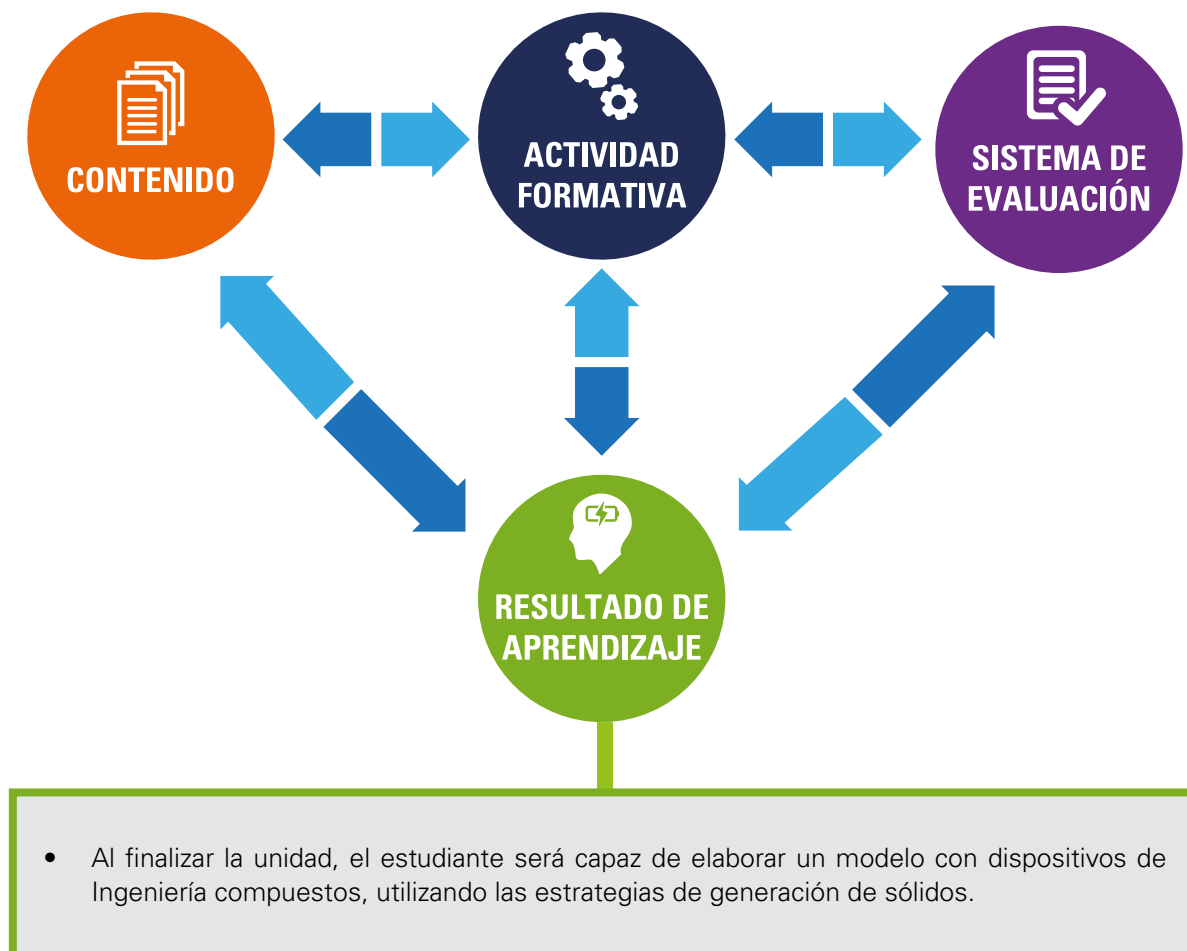 CONTENIDO
ACTIVIDAD
FORMATIVA
SISTEMA DE
EVALUACIÓN
RESULTADO DE
APRENDIZAJE
• Al finalizar la unidad, el estudiante será capaz de elaborar un modelo con dispositivos de
Ingeniería compuestos, utilizando las estrategias de generación de sólidos.